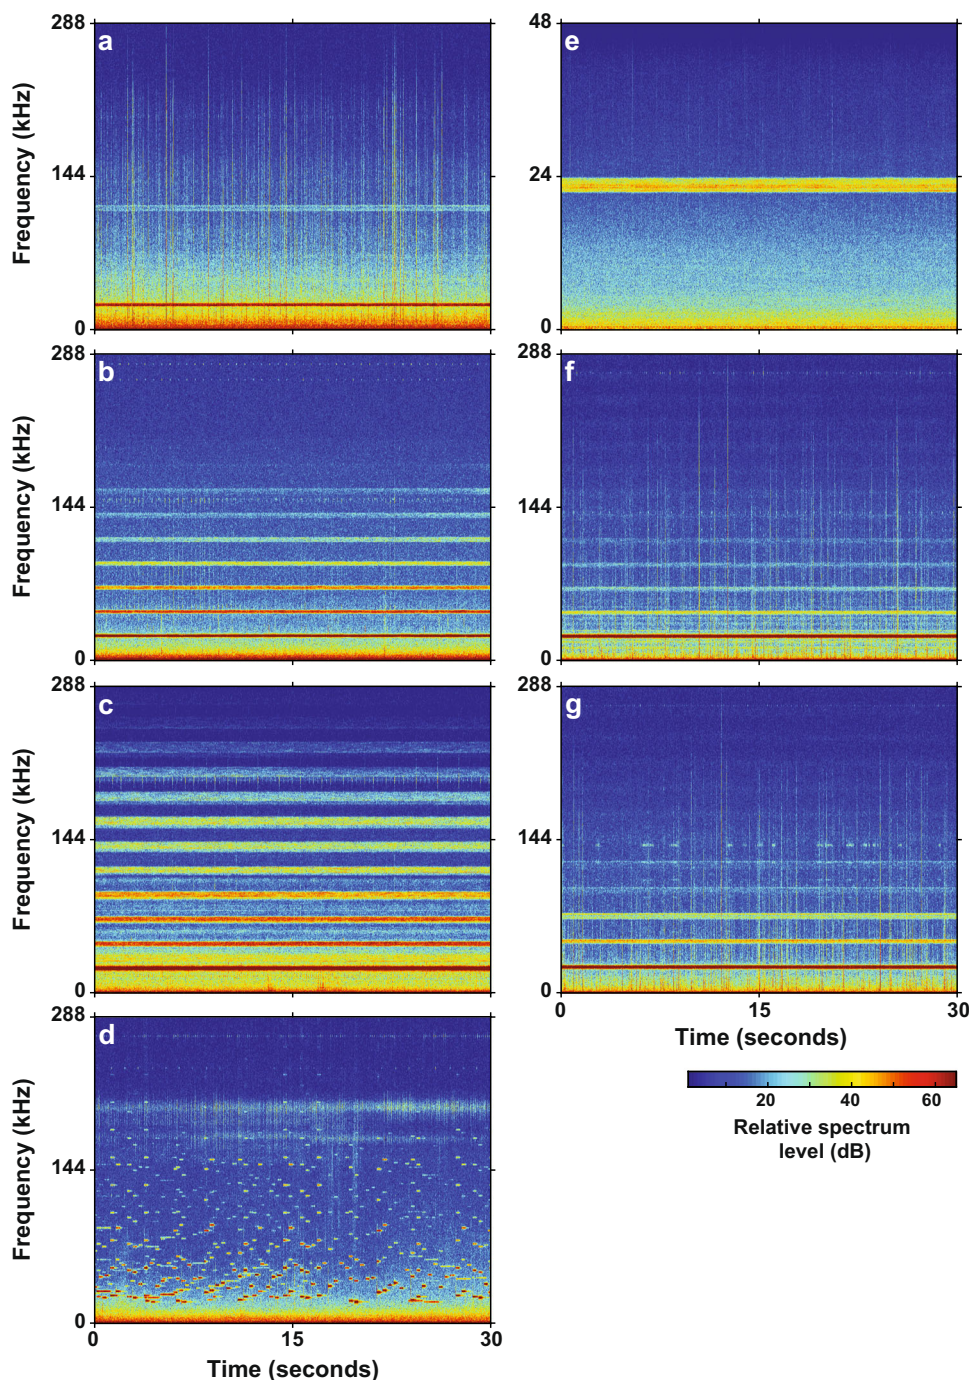 288
a
Frequency (kHz)
144
0
48
e
24
0
288
b
Frequency (kHz)
144
0
288
f
144
0
288
c
Frequency (kHz)
144
0
288
g
144
0
0
15
30
Time (seconds)
288
d
Frequency (kHz)
144
0
0
15
30
Time (seconds)
20
40
60
Relative spectrum
level (dB)